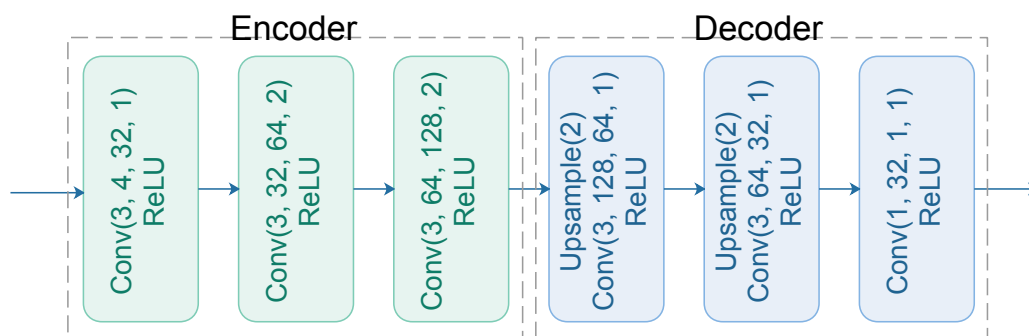 Encoder
Decoder
Conv(3, 4, 32, 1)
ReLU
Conv(3, 32, 64, 2)
ReLU
Conv(3, 64, 128, 2)
ReLU
Upsample(2)
Conv(3, 128, 64, 1)
ReLU
Upsample(2)
Conv(3, 64, 32, 1)
ReLU
Conv(1, 32, 1, 1)
ReLU